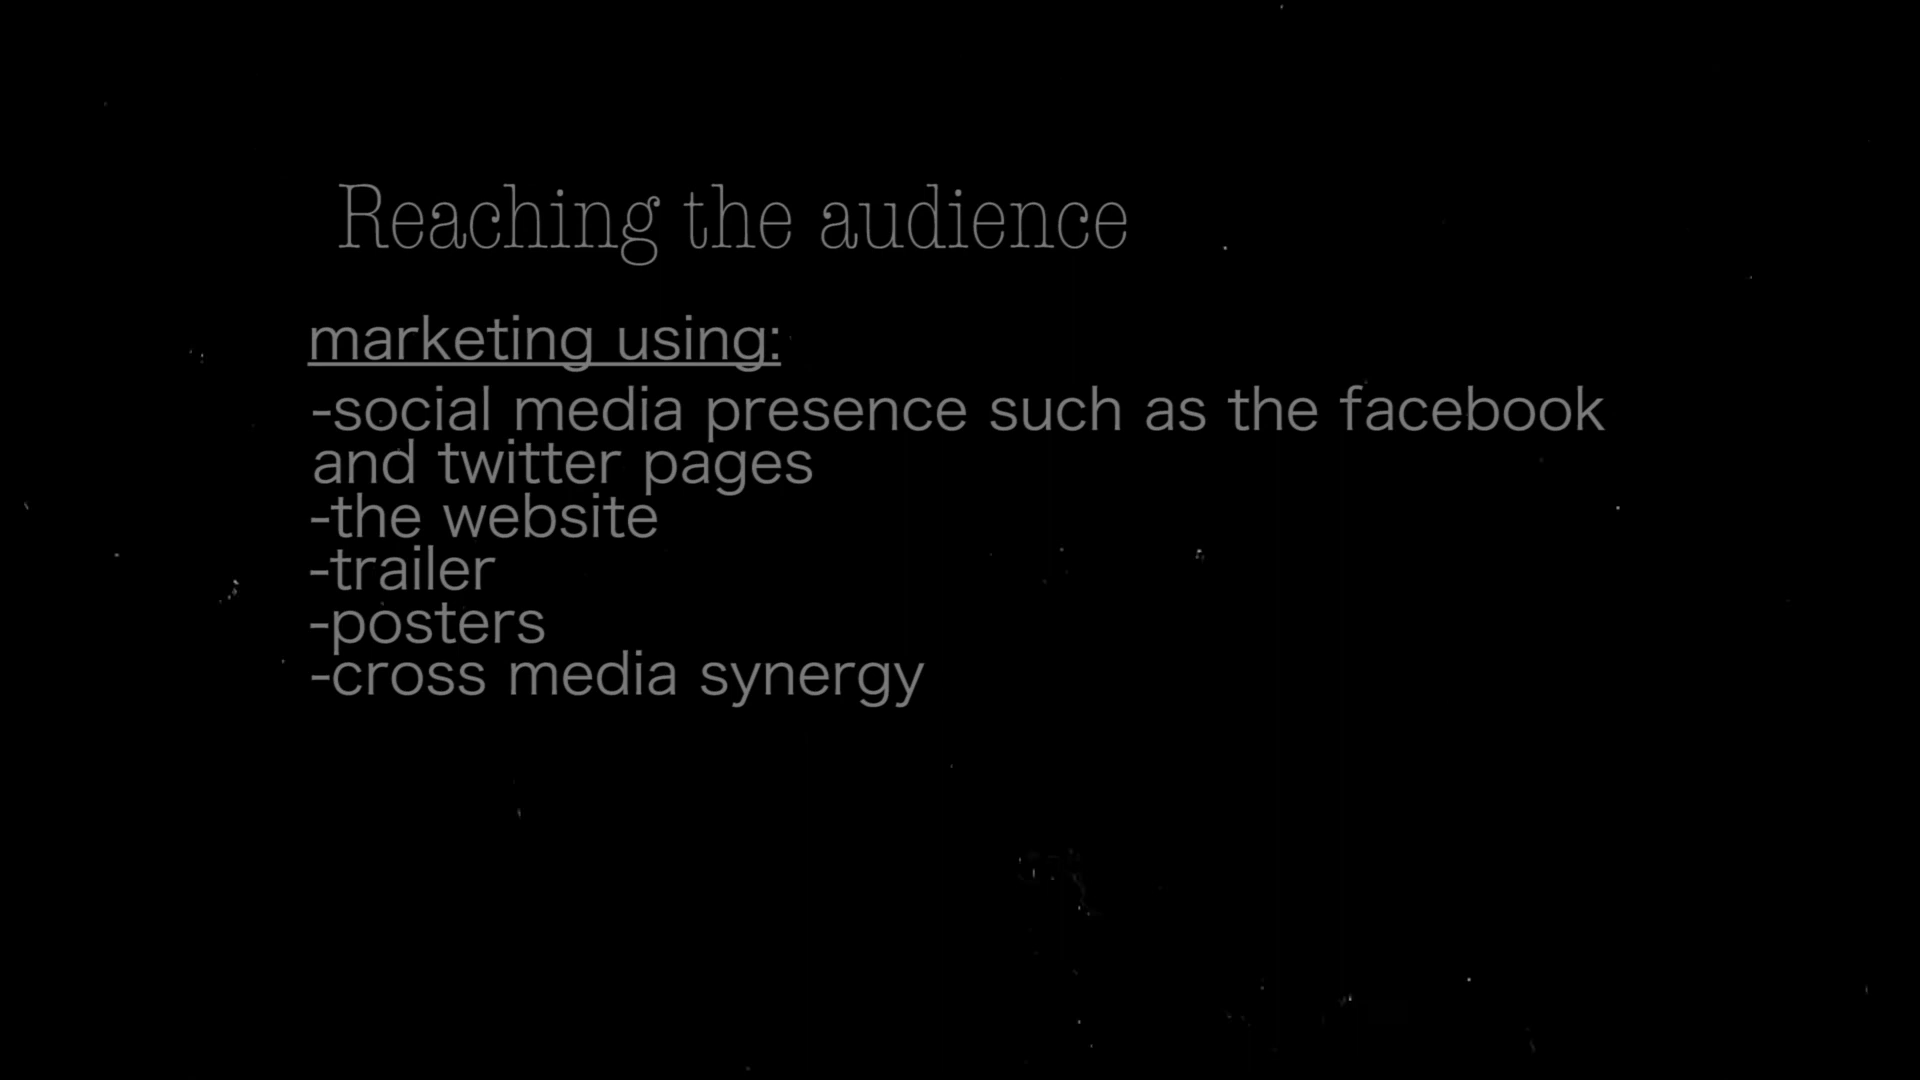 Reaching the audience
marketing using:
-social media presence such as the facebook
and twitter pages
-the website
-trailer
-posters
-cross media synergy